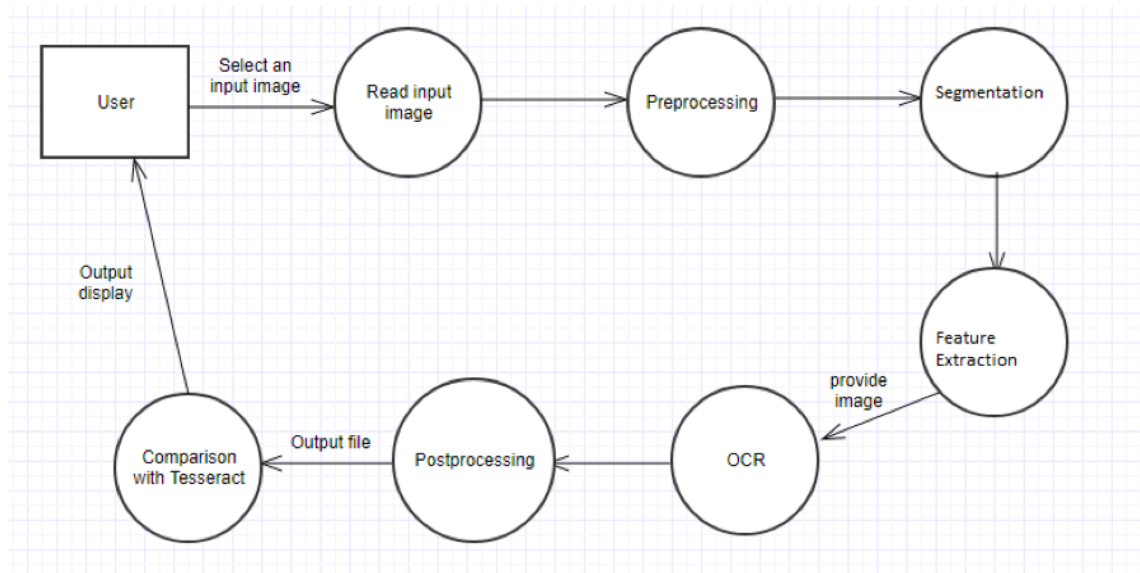 User
Select an
input image
Read input
image
Preprocessing
Segmentation
Feature
Extraction
provide
image
OCR
Postprocessing
Output file
Comparison
with Tesseract
Output
display